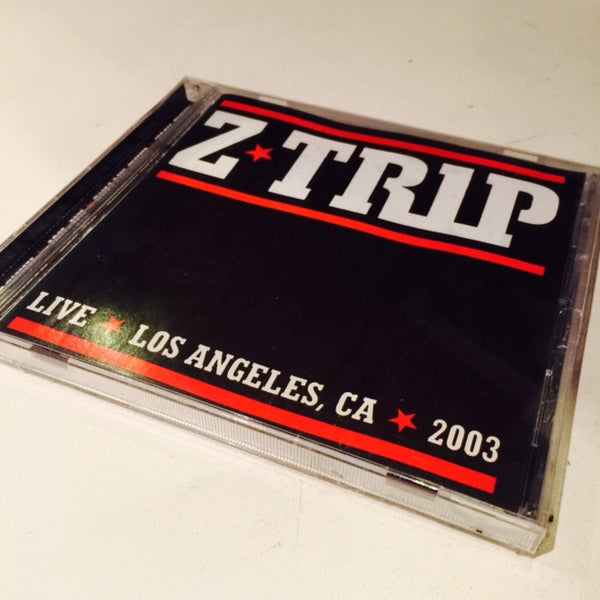 Z★TRIP
LIVE ★ LOS ANGELES, CA ★ 2003